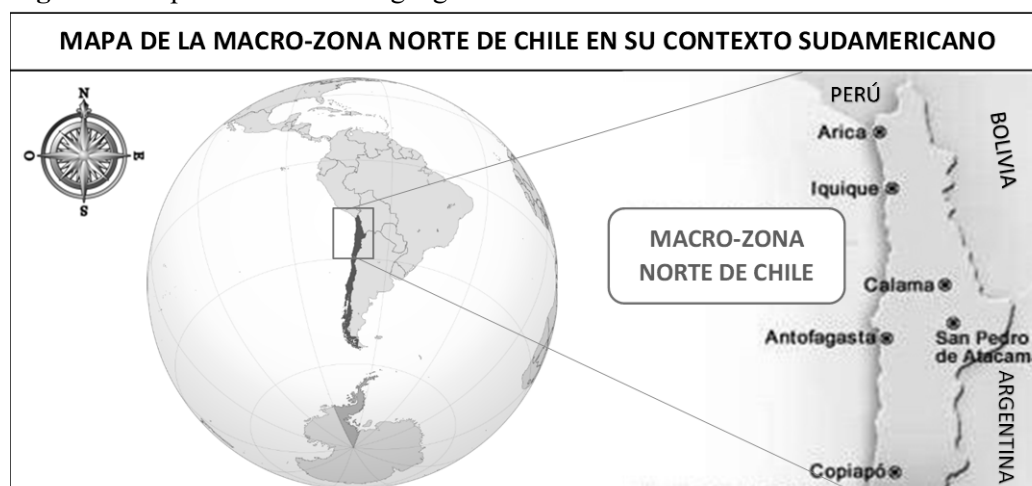 MAPA DE LA MACRO-ZONA NORTE DE CHILE EN SU CONTEXTO SUDAMERICANO
N
O
E
S
PERÚ
BOLIVIA
Arica
Iquique
MACRO-ZONA
NORTE DE CHILE
Calama
Antofagasta
San Pedro
de Atacam
ARGENTINA
Copiapó